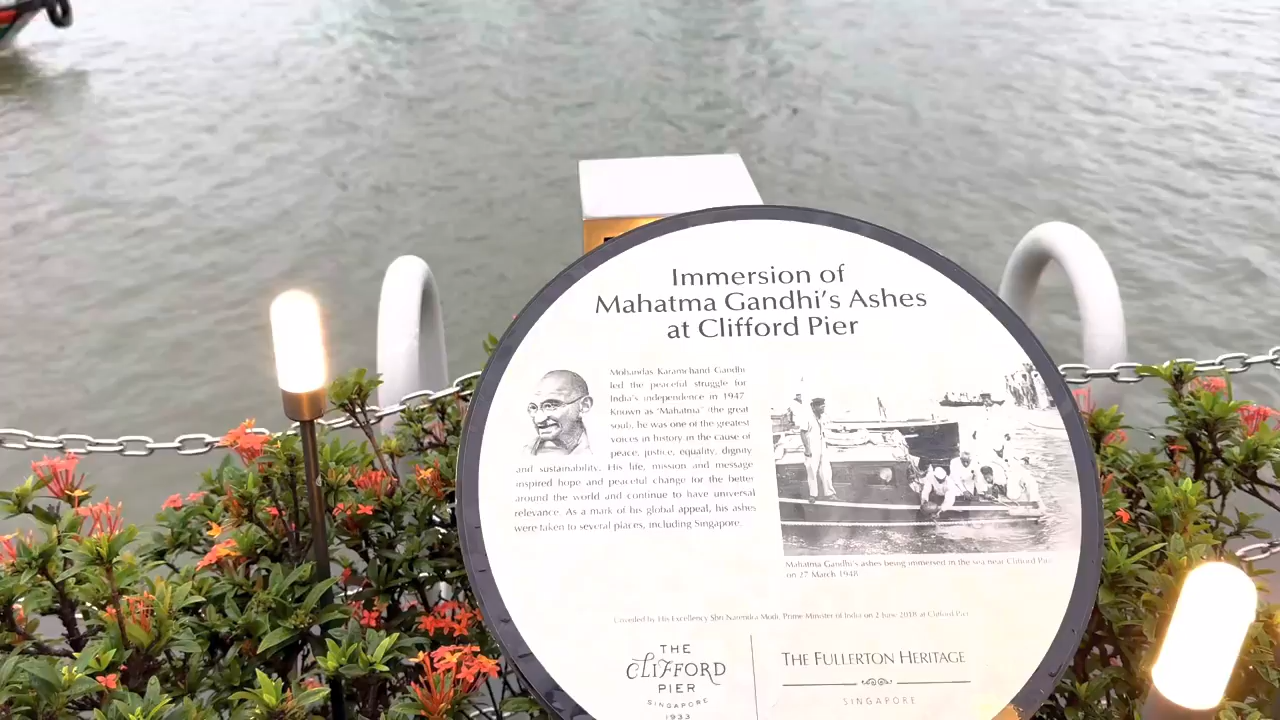 Immersion of
Mahatma Gandhi's Ashes
at Clifford Pier
Mohandas Karamchand Gandhi
led the peaceful struggle for
India's independence in 1947.
Known as "Mahatma" (the great
soul), he was one of the greatest
voices in history in the cause of
peace, justice, equality, dignity
and sustainability. His life, mission and message
inspired hope and peaceful change for the better
around the world and continue to have universal
relevance. As a mark of his global appeal, his ashes
were taken to several places, including Singapore.
Mahatma Gandhi's ashes being immersed in the sea near Clifford Pier
on 27 March 1948
by His Excellency Shri Narendra Modi, Prime Minister of India on 2 June 2018 at Clifford Pier
THE
CLIFFORD
PIER
SINGAPORE
1933
THE FULLERTON HERITAGE
SINGAPORE